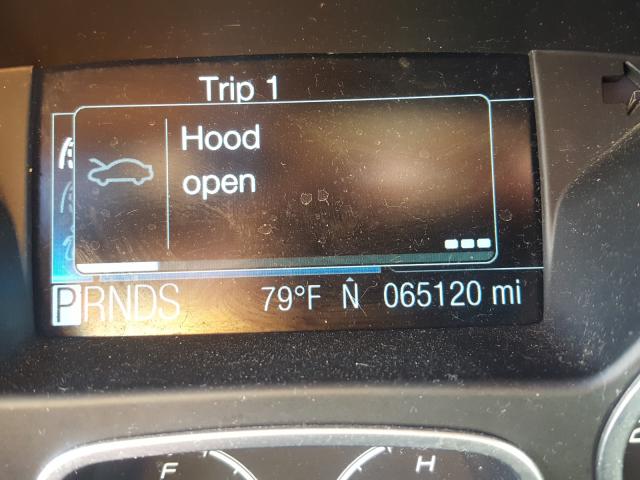 Trip 1
Hood
open
PRNDS 79°F N 065120 mi
F H